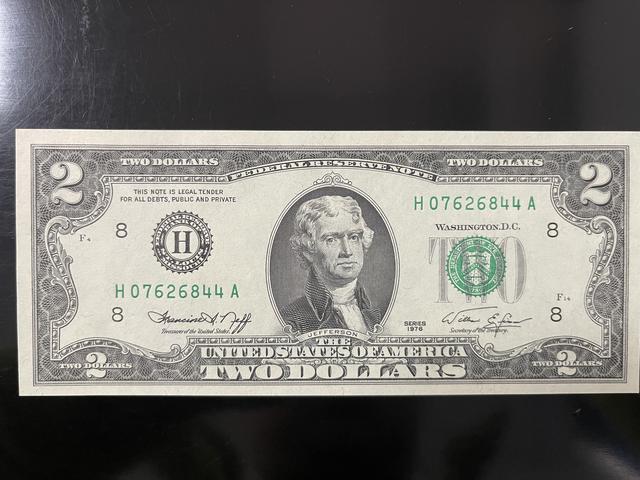 2 TWO DOLLARS FEDERAL RESERVE NOTE TWO DOLLARS 2
THIS NOTE IS LEGAL TENDER
FOR ALL DEBTS, PUBLIC AND PRIVATE
H 07626844 A
WASHINGTON, D.C.
F4 8 H TWO 8
H 07626844 A
F14
8 8
Francine I. Neff
Treasurer of the United States
SERIES
1976
Secretary of the Treasury
JEFFERSON
THE
UNITED STATES OF AMERICA
TWO DOLLARS 2 TWO DOLLARS TWO DOLLARS 2